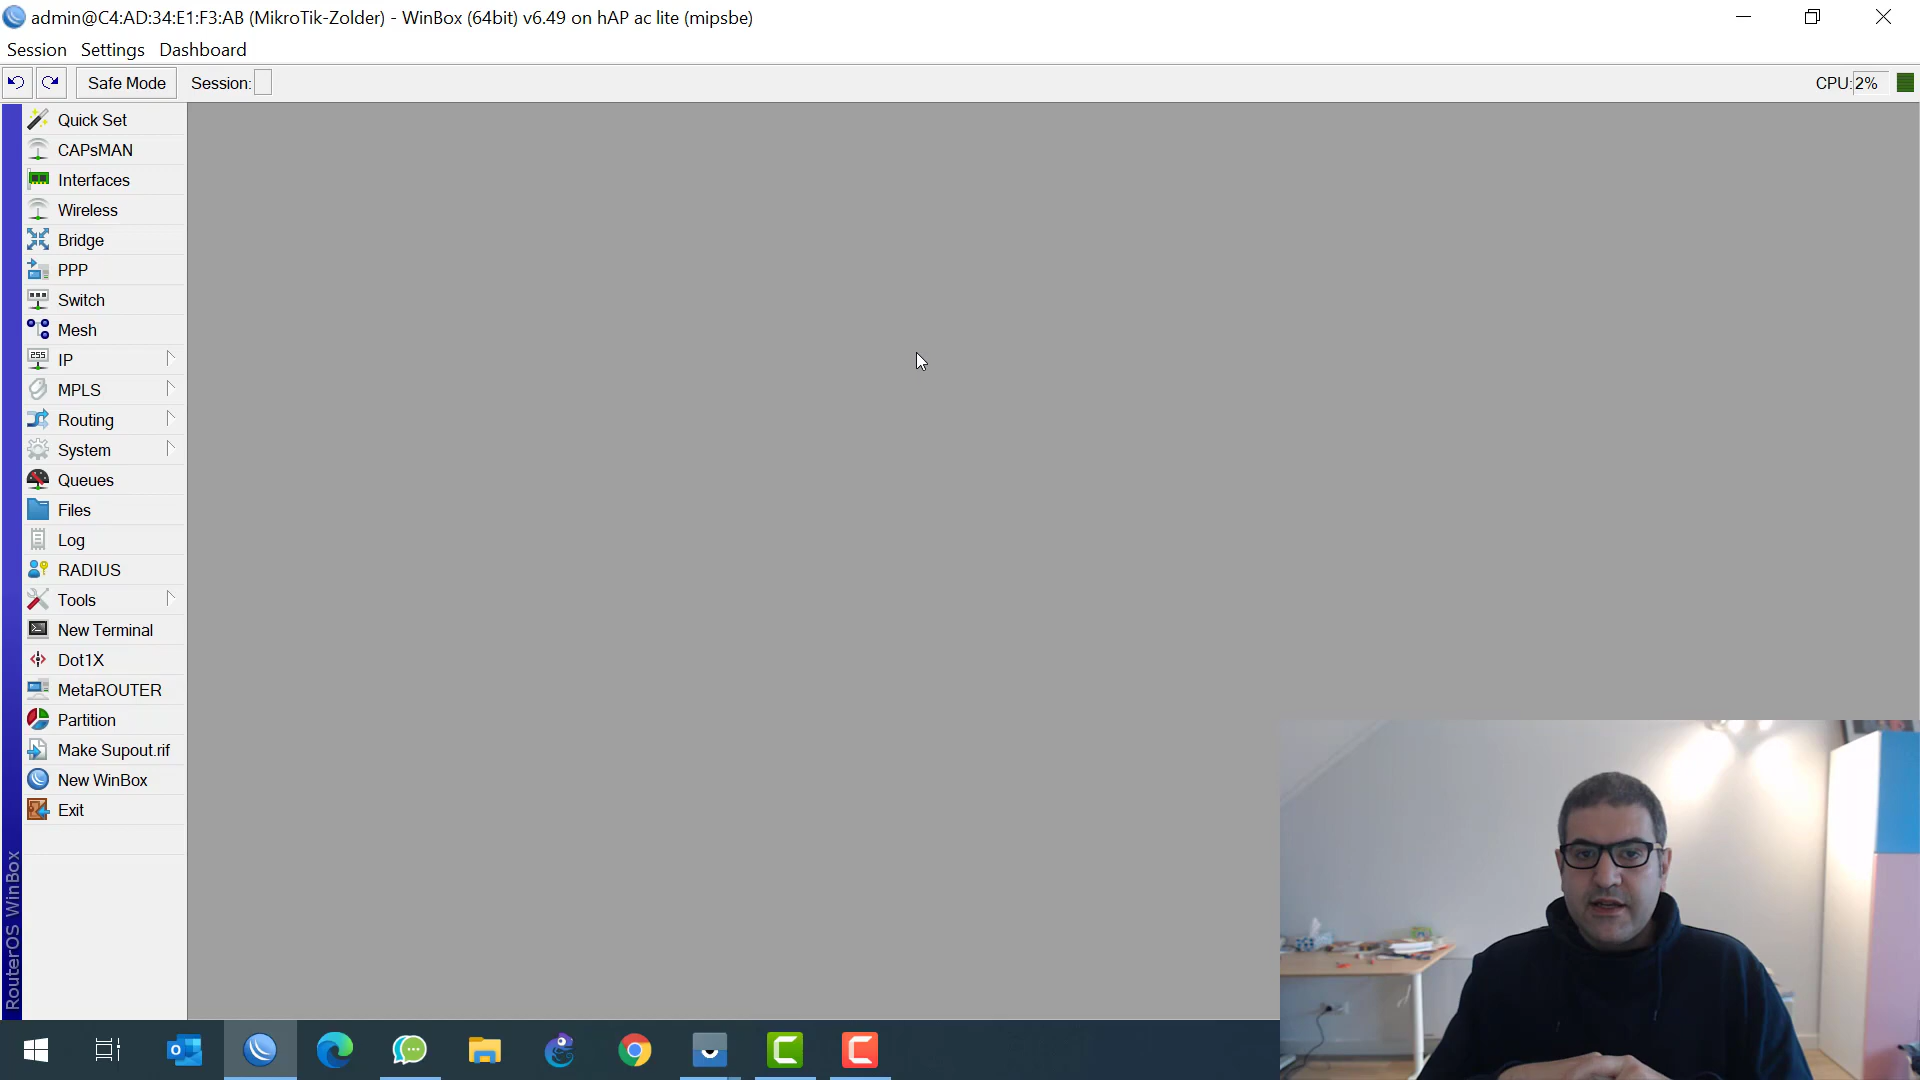 admin@C4:AD:34:E1:F3:AB (MikroTik-Zolder) - WinBox (64bit) v6.49 on hAP ac lite (mipsbe)
Session Settings Dashboard
Safe Mode Session: CPU: 2%
Quick Set
CAPsMAN
Interfaces
Wireless
Bridge
PPP
Switch
Mesh
255 IP
MPLS
Routing
System
Queues
Files
Log
RADIUS
Tools
New Terminal
Dot1X
MetaROUTER
Partition
Make Supout.rif
New WinBox
Exit
RouterOS WinBox